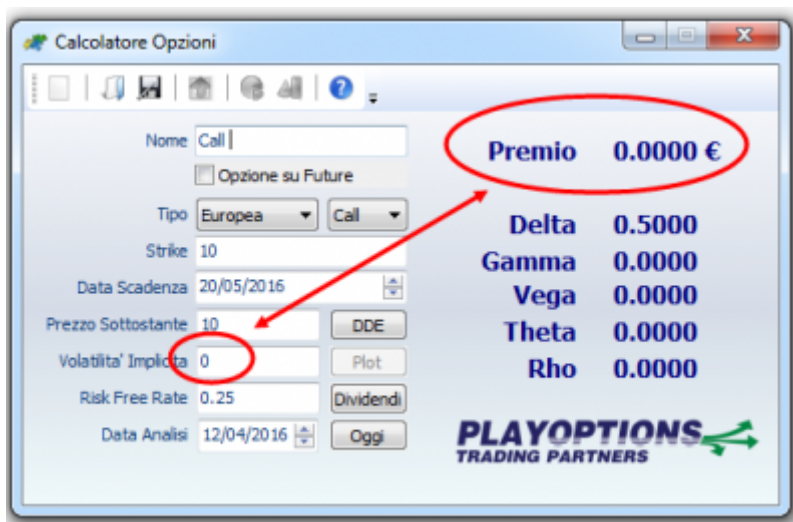 Calcolatore Opzioni
Nome Call
Opzione su Future
Tipo Europea Call
Strike 10
Data Scadenza 20/05/2016
Prezzo Sottostante 10 DDE
Volatilita' Implicita 0 Plot
Risk Free Rate 0.25 Dividendi
Data Analisi 12/04/2016 Oggi
Premio 0.0000 €
Delta 0.5000
Gamma 0.0000
Vega 0.0000
Theta 0.0000
Rho 0.0000
PLAYOPTIONS
TRADING PARTNERS